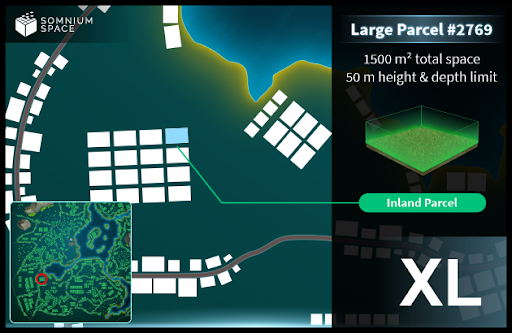 SOMNIUM
SPACE
Large Parcel #2769
1500 m² total space
50 m height & depth limit
Inland Parcel
XL